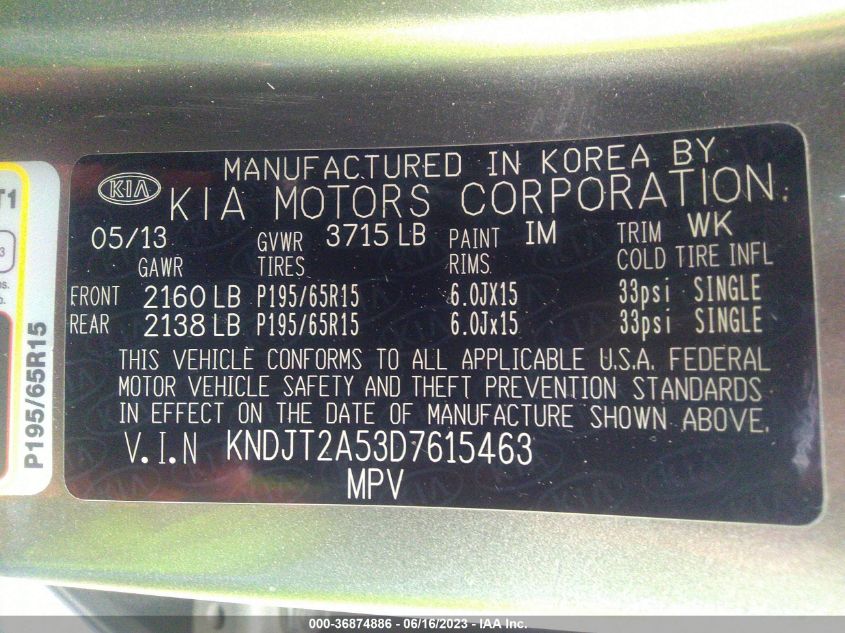 MANUFACTURED IN KOREA BY
KIA KIA MOTORS CORPORATION
05/13 GVWR 3715 LB PAINT IM TRIM WK
GAWR TIRES RIMS COLD TIRE INFL
FRONT 2160 LB P195/65R15 6.0JX15 33psi SINGLE
REAR 2138 LB P195/65R15 6.0Jx15 33psi SINGLE
THIS VEHICLE CONFORMS TO ALL APPLICABLE U.S.A. FEDERAL
MOTOR VEHICLE SAFETY AND THEFT PREVENTION STANDARDS
IN EFFECT ON THE DATE OF MANUFACTURE SHOWN ABOVE.
V.I.N KNDJT2A53D7615463
MPV
T1
3
P195/65R15
000-36874886 - 06/16/2023 - IAA Inc.